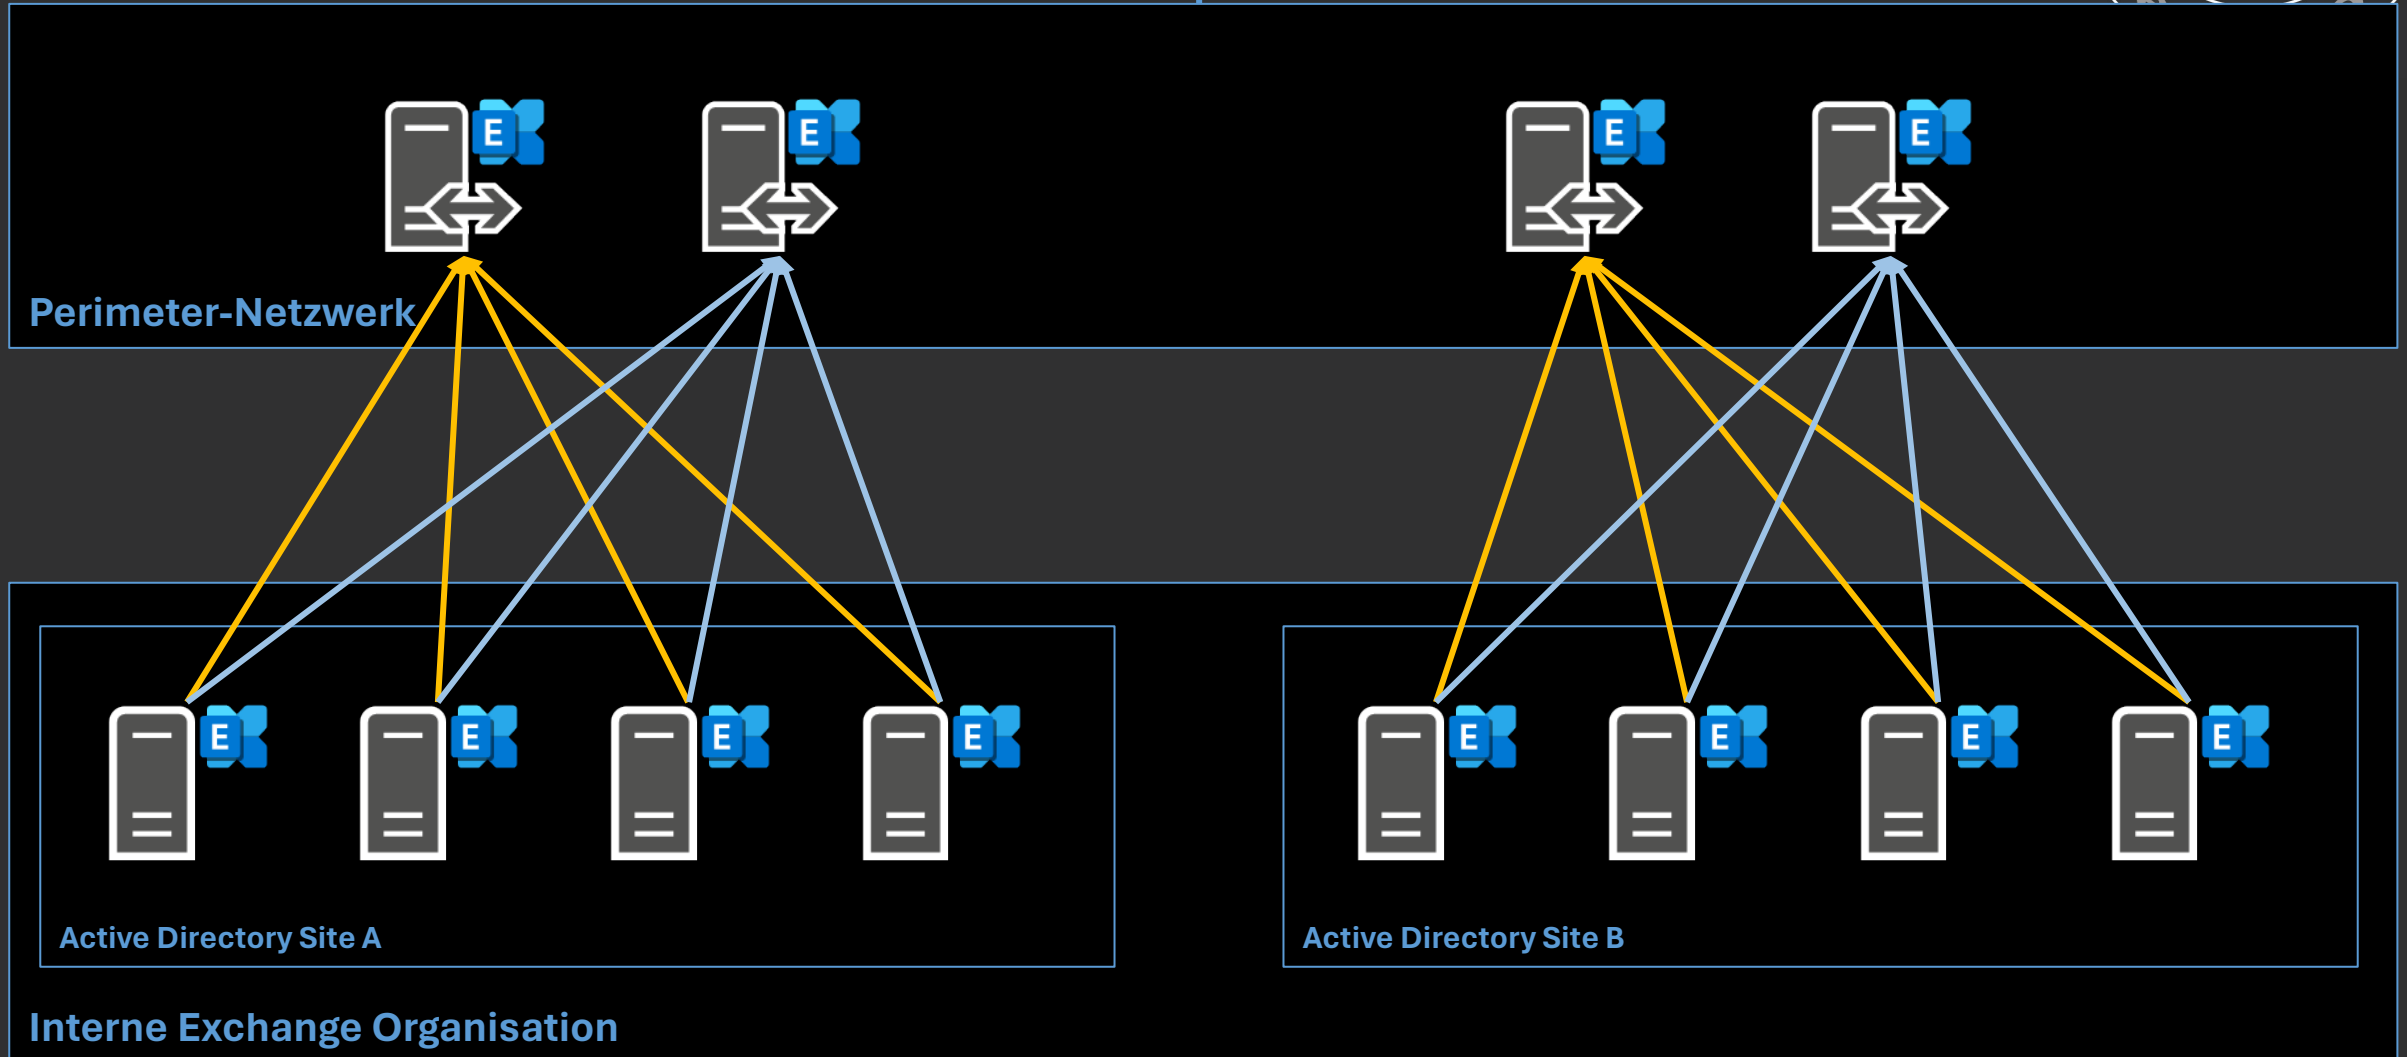 E E E E
Perimeter-Netzwerk
E E E E E E E E
Active Directory Site A
Active Directory Site B
Interne Exchange Organisation